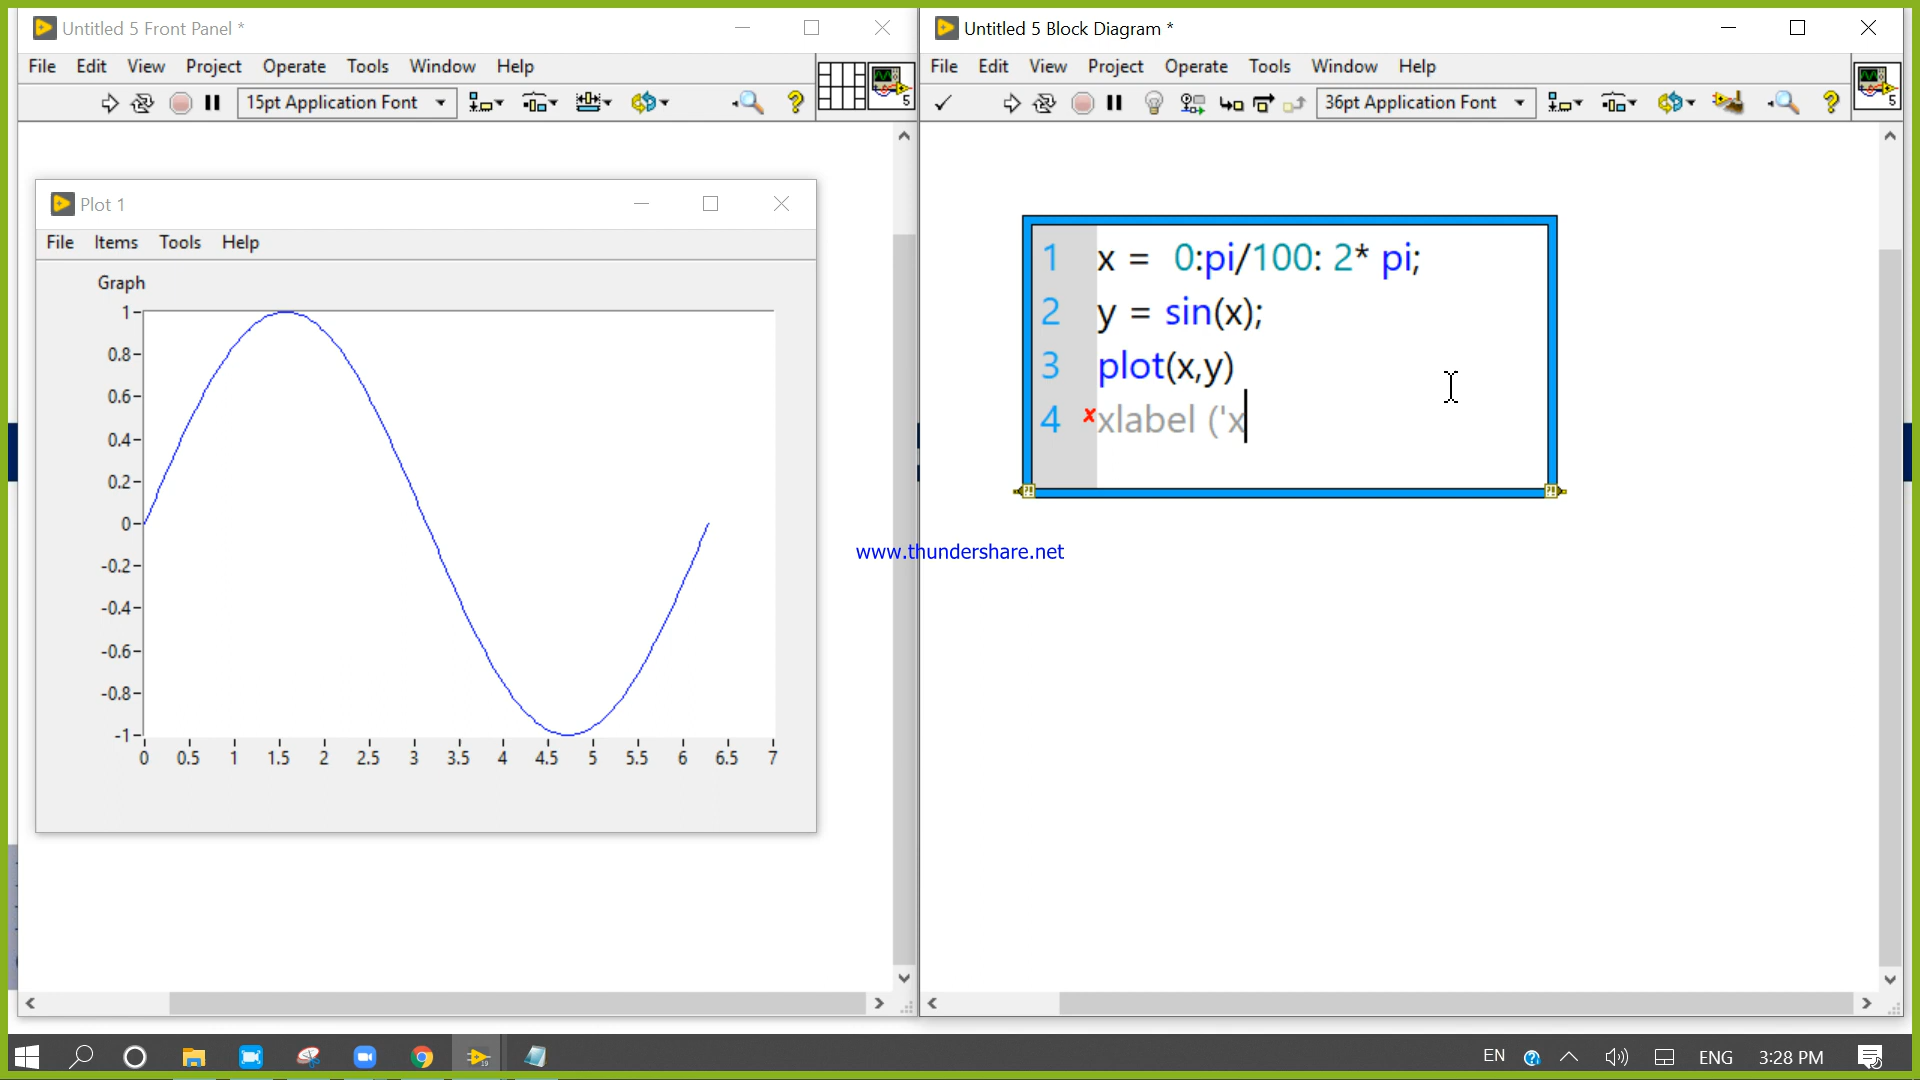 Untitled 5 Front Panel *
File Edit View Project Operate Tools Window Help
15pt Application Font
5
Plot 1
File Items Tools Help
Graph
1
0.8
0.6
0.4
0.2
0
-0.2
-0.4
-0.6
-0.8
-1
0 0.5 1 1.5 2 2.5 3 3.5 4 4.5 5 5.5 6 6.5 7
Untitled 5 Block Diagram *
File Edit View Project Operate Tools Window Help
36pt Application Font
5
1 x = 0:pi/100: 2* pi;
2 y = sin(x);
3 plot(x,y)
4 xlabel ('x
www.thundershare.net
EN ENG 3:28 PM